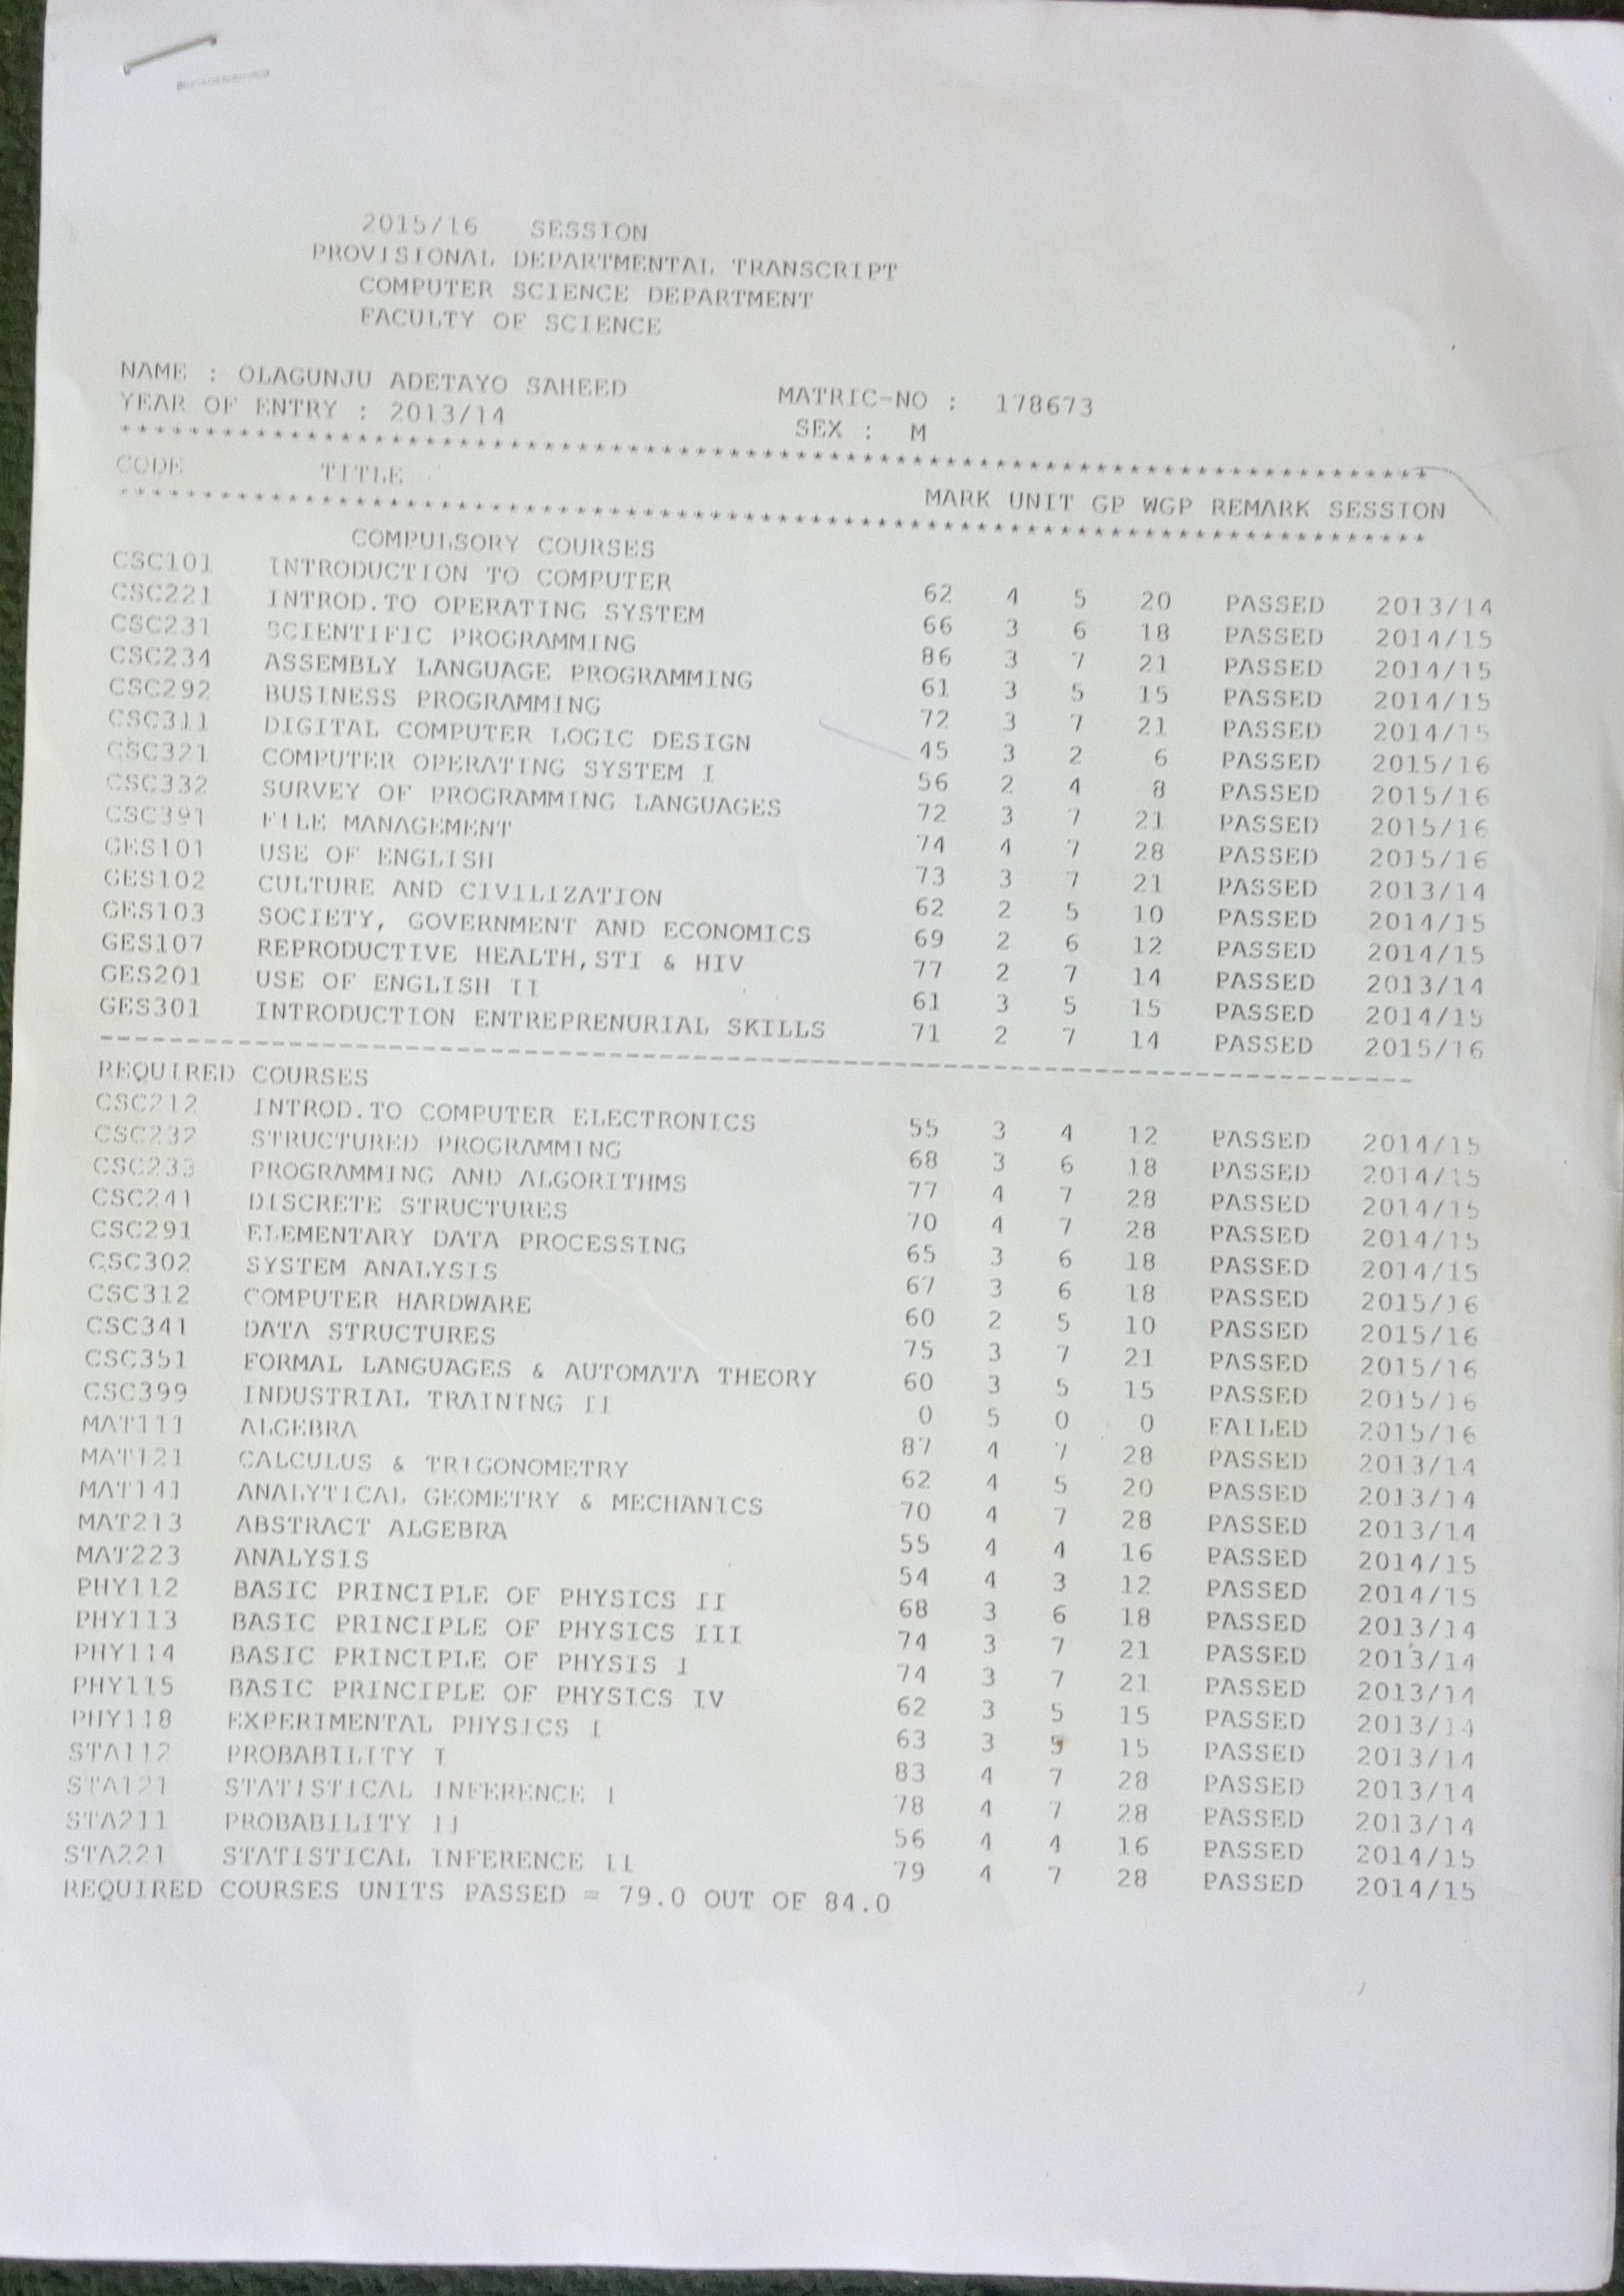 2015/16 SESSION
PROVISIONAL DEPARTMENTAL TRANSCRIPT
COMPUTER SCIENCE DEPARTMENT
FACULTY OF SCIENCE
NAME : OLAGUNJU ADETAYO SAHEED MATRIC-NO : 178673
YEAR OF ENTRY : 2013/14 SEX : M
CODE TITLE MARK UNIT GP WGP REMARK SESSION
COMPULSORY COURSES
CSC101 INTRODUCTION TO COMPUTER 62 4 5 20 PASSED 2013/14
CSC221 INTROD.TO OPERATING SYSTEM 66 3 6 18 PASSED 2014/15
CSC231 SCIENTIFIC PROGRAMMING 86 3 7 21 PASSED 2014/15
CSC234 ASSEMBLY LANGUAGE PROGRAMMING 61 3 5 15 PASSED 2014/15
CSC292 BUSINESS PROGRAMMING 72 3 7 21 PASSED 2014/15
CSC311 DIGITAL COMPUTER LOGIC DESIGN 45 3 2 6 PASSED 2015/16
CSC321 COMPUTER OPERATING SYSTEM I 56 2 4 8 PASSED 2015/16
CSC332 SURVEY OF PROGRAMMING LANGUAGES 72 3 7 21 PASSED 2015/16
CSC391 FILE MANAGEMENT 74 4 7 28 PASSED 2015/16
GES101 USE OF ENGLISH 73 3 7 21 PASSED 2013/14
GES102 CULTURE AND CIVILIZATION 62 2 5 10 PASSED 2014/15
GES103 SOCIETY, GOVERNMENT AND ECONOMICS 69 2 6 12 PASSED 2014/15
GES107 REPRODUCTIVE HEALTH,STI & HIV 77 2 7 14 PASSED 2013/14
GES201 USE OF ENGLISH II 61 3 5 15 PASSED 2014/15
GES301 INTRODUCTION ENTREPRENURIAL SKILLS 71 2 7 14 PASSED 2015/16
REQUIRED COURSES
CSC212 INTROD.TO COMPUTER ELECTRONICS 55 3 4 12 PASSED 2014/15
CSC232 STRUCTURED PROGRAMMING 68 3 6 18 PASSED 2014/15
CSC233 PROGRAMMING AND ALGORITHMS 77 4 7 28 PASSED 2014/15
CSC241 DISCRETE STRUCTURES 70 4 7 28 PASSED 2014/15
CSC291 ELEMENTARY DATA PROCESSING 65 3 6 18 PASSED 2014/15
CSC302 SYSTEM ANALYSIS 67 3 6 18 PASSED 2015/16
CSC312 COMPUTER HARDWARE 60 2 5 10 PASSED 2015/16
CSC341 DATA STRUCTURES 75 3 7 21 PASSED 2015/16
CSC351 FORMAL LANGUAGES & AUTOMATA THEORY 60 3 5 15 PASSED 2015/16
CSC399 INDUSTRIAL TRAINING II 0 5 0 0 FAILED 2015/16
MAT111 ALGEBRA 87 4 7 28 PASSED 2013/14
MAT121 CALCULUS & TRIGONOMETRY 62 4 5 20 PASSED 2013/14
MAT141 ANALYTICAL GEOMETRY & MECHANICS 70 4 7 28 PASSED 2013/14
MAT213 ABSTRACT ALGEBRA 55 4 4 16 PASSED 2014/15
MAT223 ANALYSIS 54 4 3 12 PASSED 2014/15
PHY112 BASIC PRINCIPLE OF PHYSICS II 68 3 6 18 PASSED 2013/14
PHY113 BASIC PRINCIPLE OF PHYSICS III 74 3 7 21 PASSED 2013/14
PHY114 BASIC PRINCIPLE OF PHYSIS I 74 3 7 21 PASSED 2013/14
PHY115 BASIC PRINCIPLE OF PHYSICS IV 62 3 5 15 PASSED 2013/14
PHY118 EXPERIMENTAL PHYSICS I 63 3 5 15 PASSED 2013/14
STA112 PROBABILITY I 83 4 7 28 PASSED 2013/14
STA121 STATISTICAL INFERENCE I 78 4 7 28 PASSED 2013/14
STA211 PROBABILITY II 56 4 4 16 PASSED 2014/15
STA221 STATISTICAL INFERENCE II 79 4 7 28 PASSED 2014/15
REQUIRED COURSES UNITS PASSED = 79.0 OUT OF 84.0